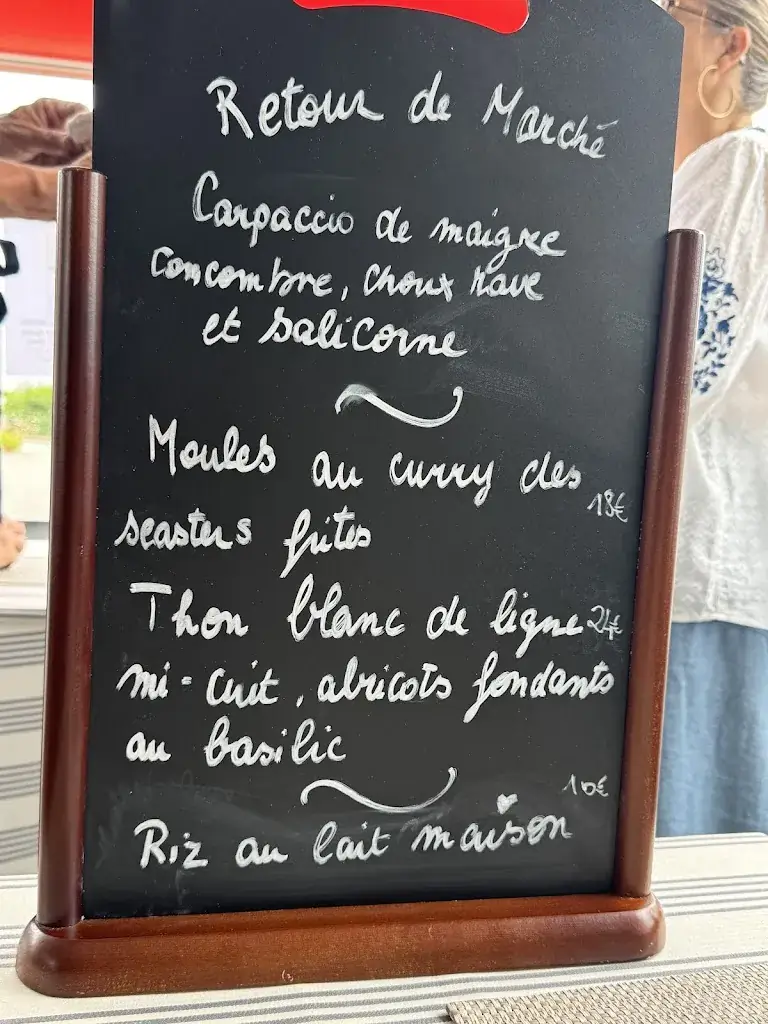 Retour de Marché
Carpaccio de maigre
concombre, choux rave
et salicorne
Moules au curry des 18€
seasters frites
Thon blanc de ligne 24€
mi-cuit, abricots fondants
au basilic
10€
Riz au lait maison